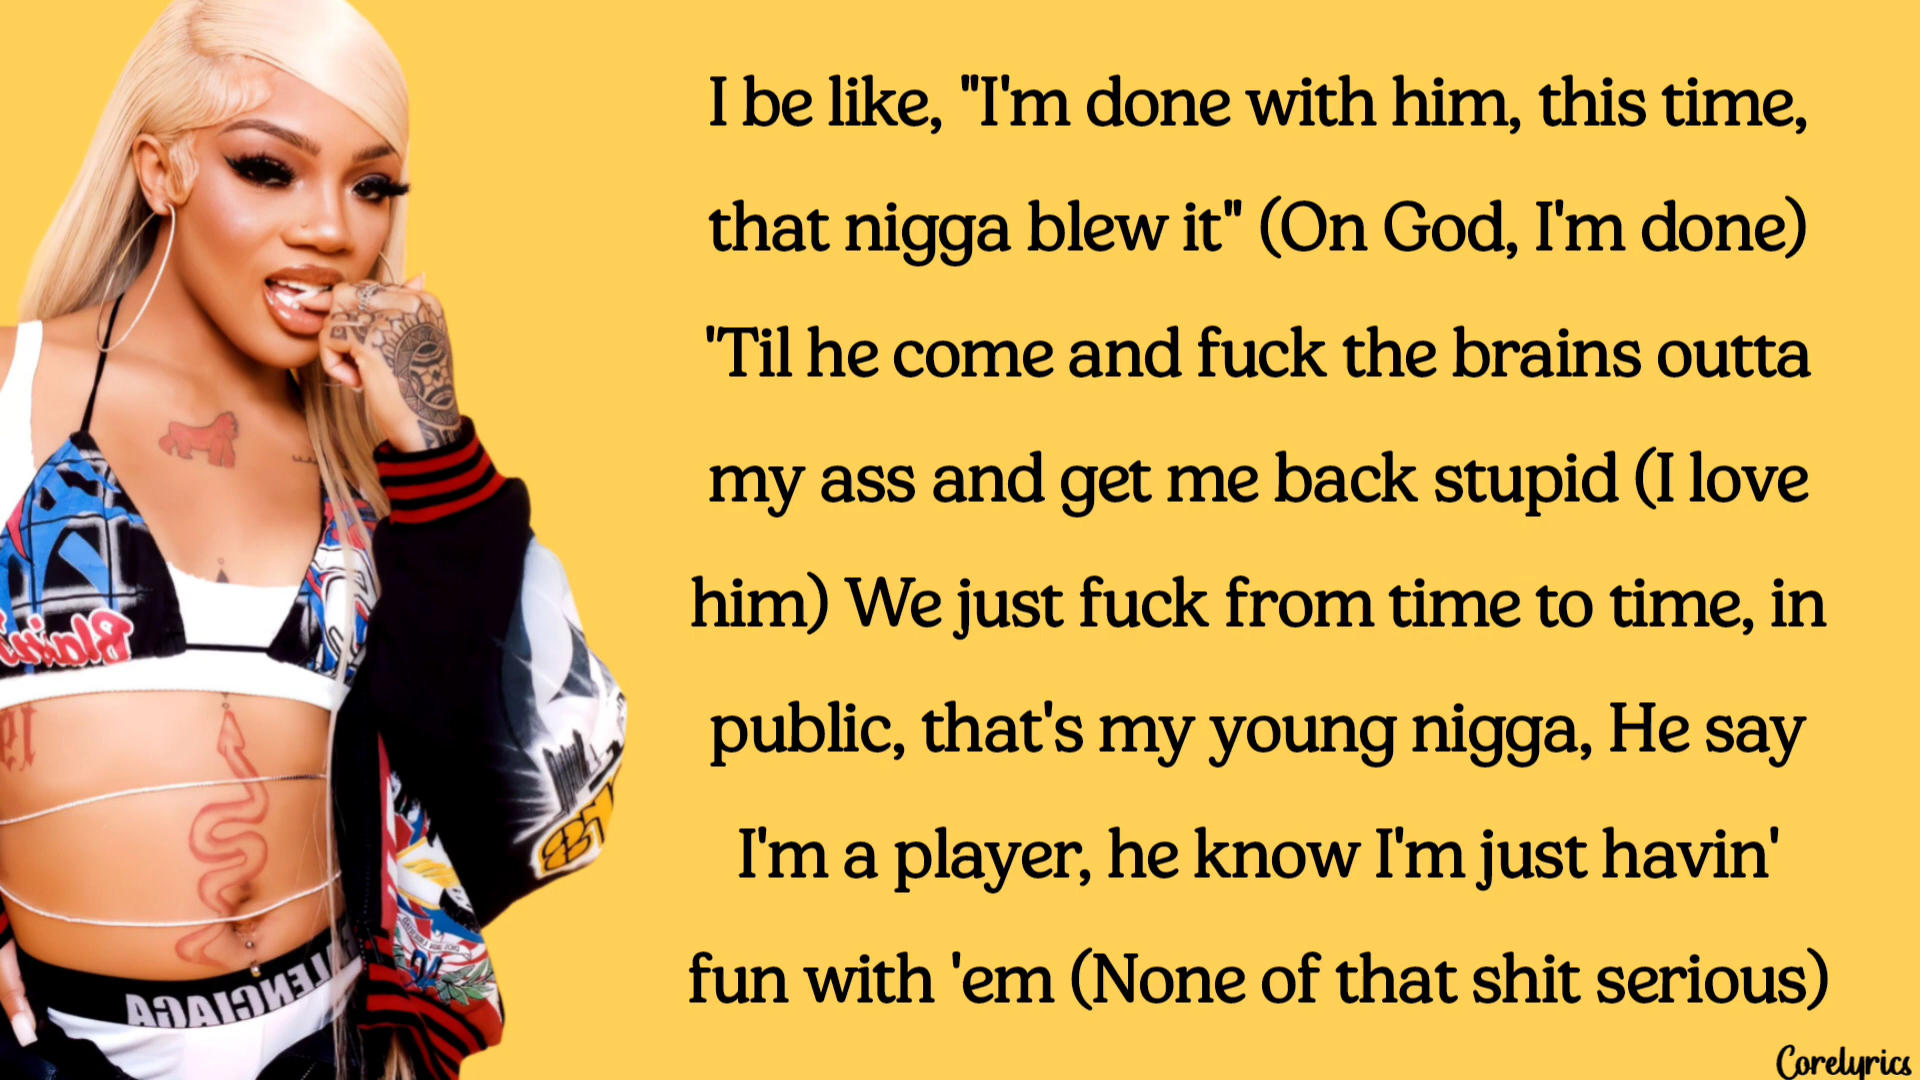 I be like, "I'm done with him, this time,
that nigga blew it" (On God, I'm done)
'Til he come and fuck the brains outta
my ass and get me back stupid (I love
him) We just fuck from time to time, in
public, that's my young nigga, He say
I'm a player, he know I'm just havin'
fun with 'em (None of that shit serious)
Corelyrics